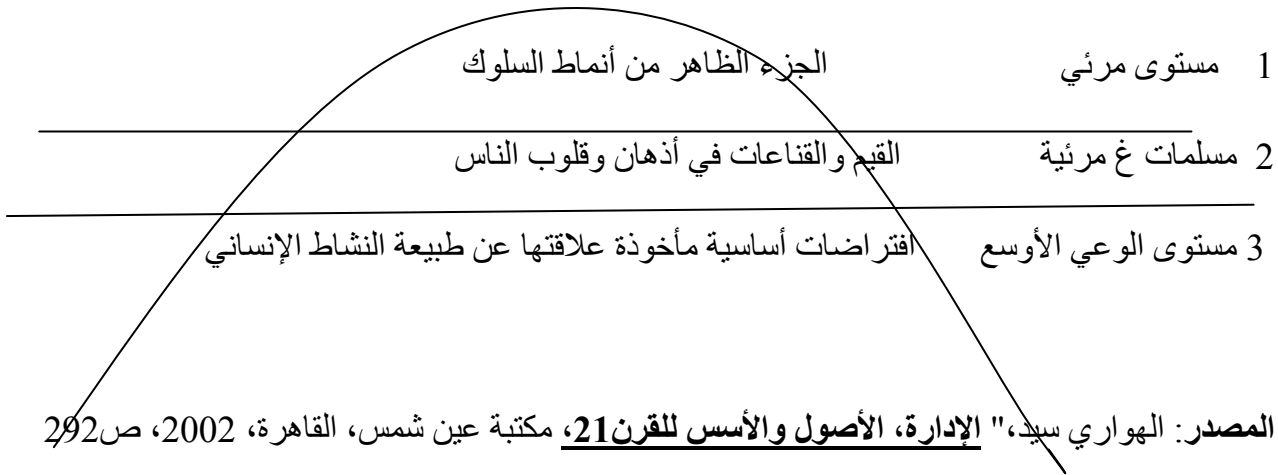 1 مستوى مرئي الجزء الظاهر من أنماط السلوك
2 مسلمات غ مرئية القيم والقناعات في أذهان وقلوب الناس
3 مستوى الوعي الأوسع افتراضات أساسية مأخوذة علاقتها عن طبيعة النشاط الإنساني
المصدر: الهواري سيد،" الإدارة، الأصول والأسس للقرن21، مكتبة عين شمس، القاهرة، 2002، ص292